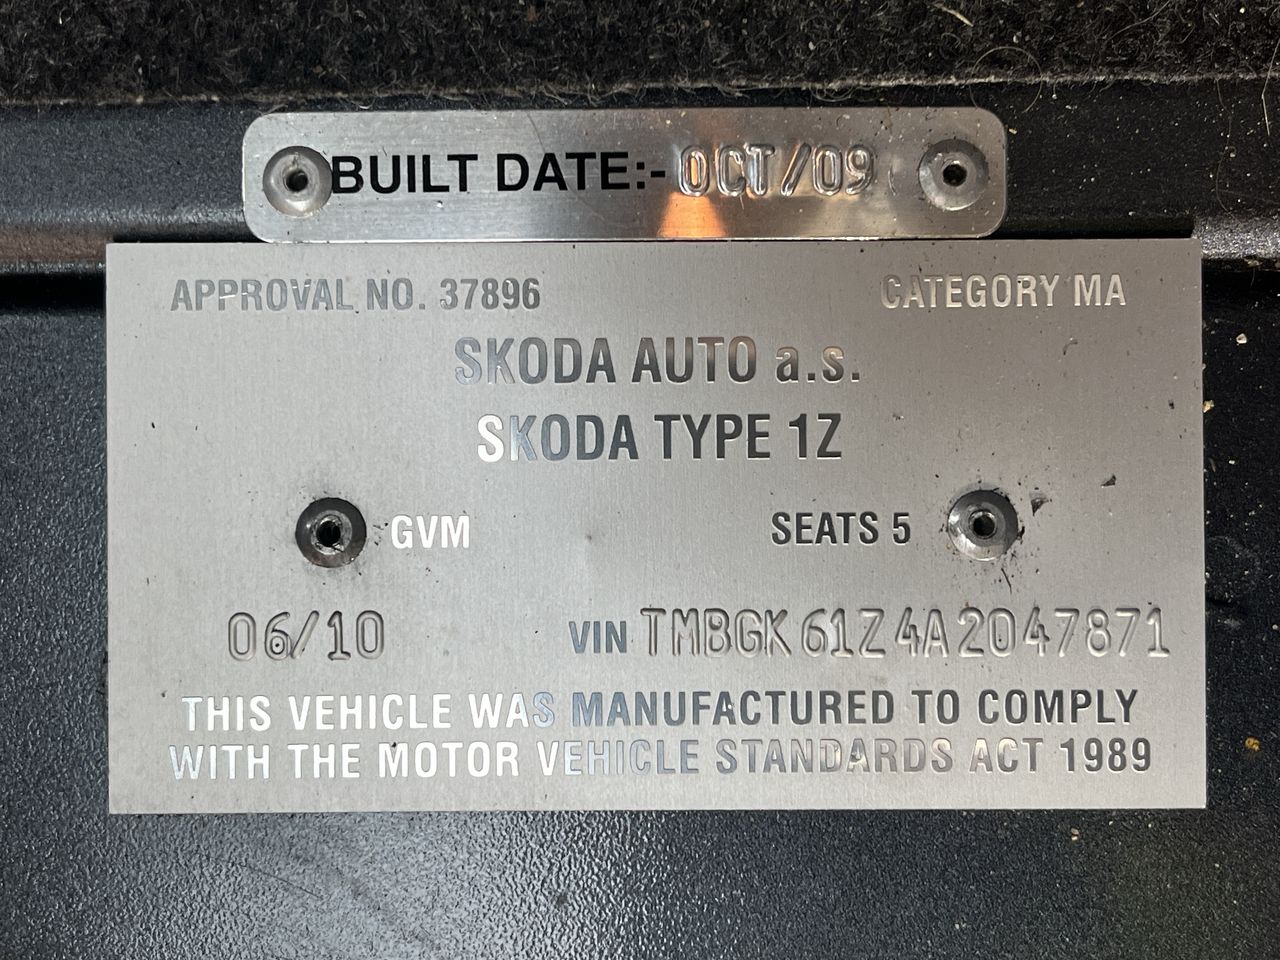 BUILT DATE:- OCT/09
APPROVAL NO. 37896 CATEGORY MA
SKODA AUTO a.s.
SKODA TYPE 1Z
GVM SEATS 5
06/10 VIN TMBGK61Z4A2047871
THIS VEHICLE WAS MANUFACTURED TO COMPLY
WITH THE MOTOR VEHICLE STANDARDS ACT 1989